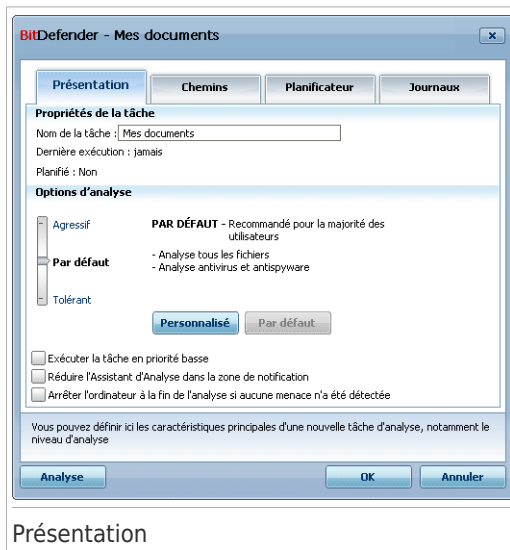 BitDefender - Mes documents
Présentation
Chemins
Planificateur
Journaux
Propriétés de la tâche
Nom de la tâche : Mes documents
Dernière exécution : jamais
Planifié : Non
Options d'analyse
Agressif
PAR DÉFAUT - Recommandé pour la majorité des
utilisateurs
Par défaut
- Analyse tous les fichiers
- Analyse antivirus et antispyware
Tolérant
Personnalisé
Par défaut
Exécuter la tâche en priorité basse
Réduire l'Assistant d'Analyse dans la zone de notification
Arrêter l'ordinateur à la fin de l'analyse si aucune menace n'a été détectée
Vous pouvez définir ici les caractéristiques principales d'une nouvelle tâche d'analyse, notamment le
niveau d'analyse
Analyse
OK
Annuler
Présentation